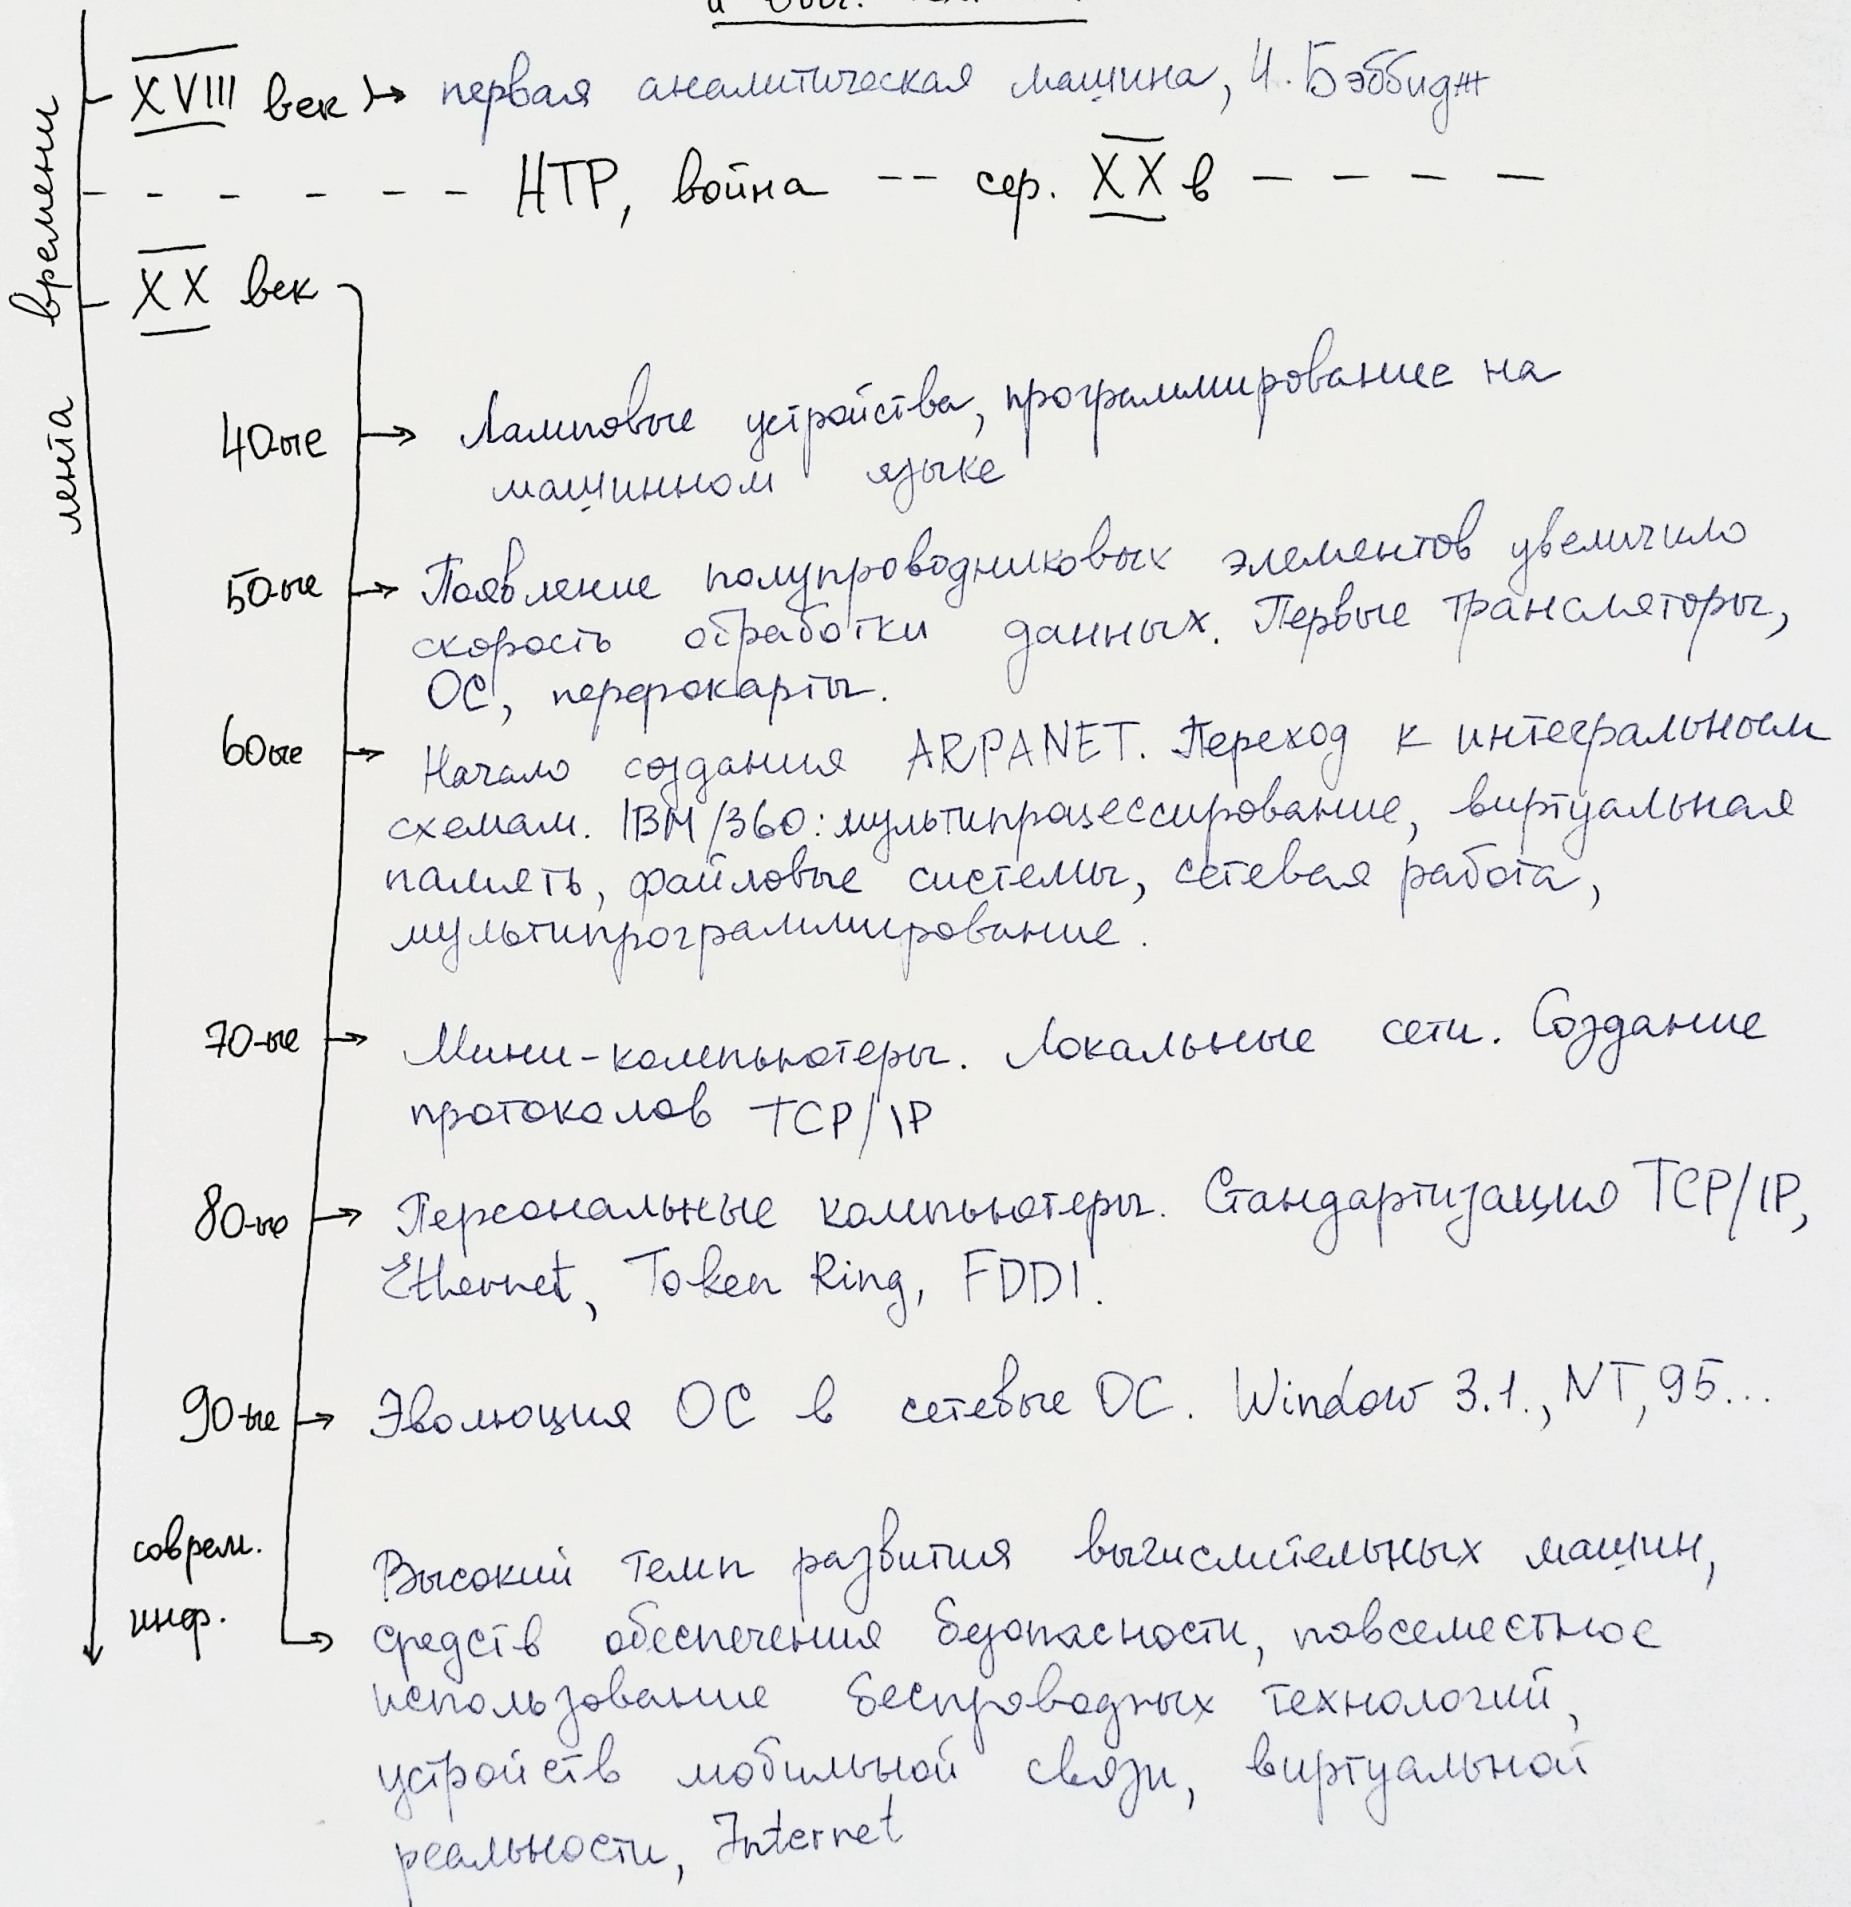 и
лента времени
XVIII век → первая аналитическая машина, Ч. Бэббидж
НТР, война -- сер. XX в
XX век
40-ые → Ламповые устройства, программирование на
машинном языке
50-ые → Появление полупроводниковых элементов увеличило
скорость обработки данных. Первые трансляторы,
ОС, перфокарты.
60ые → Начало создания ARPANET. Переход к интегральным
схемам. IBM/360: мультипроцессирование, виртуальная
память, файловые системы, сетевая работа,
мультипрограммирование.
70-ые → Мини-компьютеры. Локальные сети. Создание
протоколов TCP/IP
80-ые → Персональные компьютеры. Стандартизация TCP/IP,
Ethernet, Token Ring, FDDI.
90-ые → Эволюция ОС в сетевые ОС. Window 3.1., NT, 95...
соврем. инф. → Высокий темп развития вычислительных машин,
средств обеспечения безопасности, повсеместное
использование беспроводных технологий,
устройств мобильной связи, виртуальной
реальности, Internet